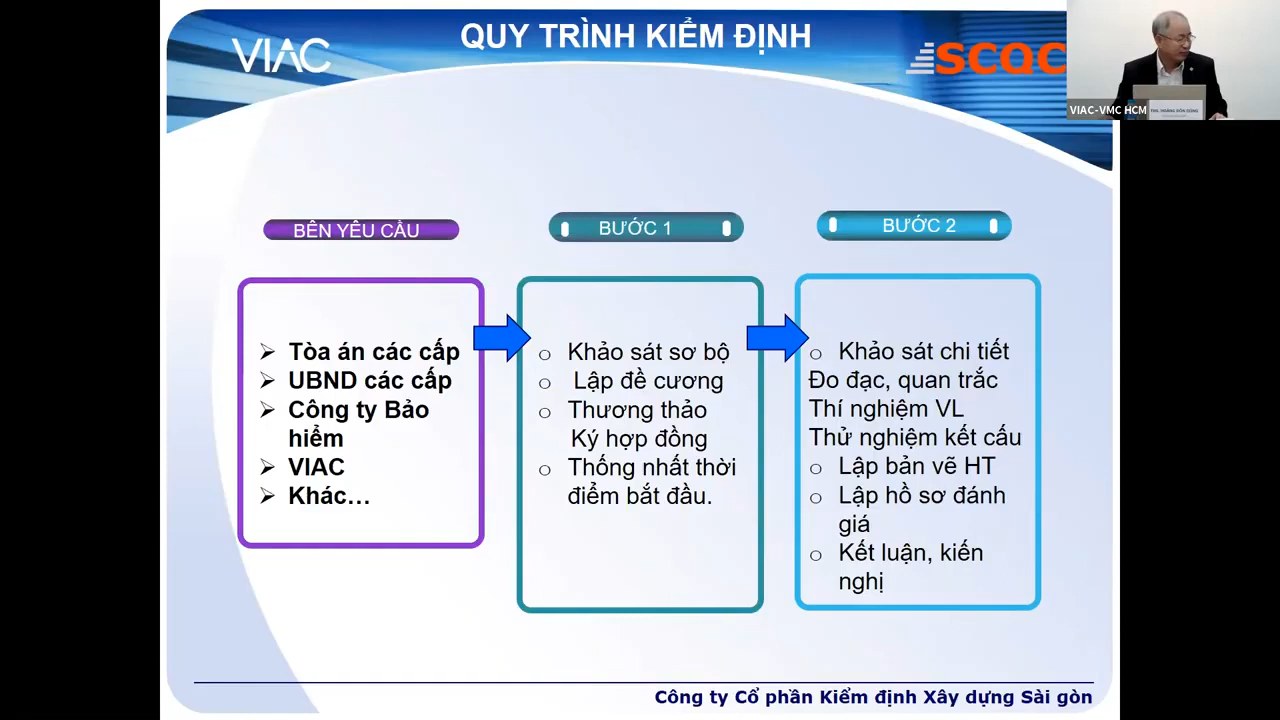 QUY TRÌNH KIỂM ĐỊNH
VIAC
SCQC
VIAC-VMC HCM
BÊN YÊU CẦU
Tòa án các cấp
UBND các cấp
Công ty Bảo
hiểm
VIAC
Khác...
BƯỚC 1
Khảo sát sơ bộ
Lập đề cương
Thương thảo
Ký hợp đồng
Thống nhất thời
điểm bắt đầu.
BƯỚC 2
Khảo sát chi tiết
Đo đạc, quan trắc
Thí nghiệm VL
Thử nghiệm kết cấu
Lập bản vẽ HT
Lập hồ sơ đánh
giá
Kết luận, kiến
nghị
Công ty Cổ phần Kiểm định Xây dựng Sài gòn